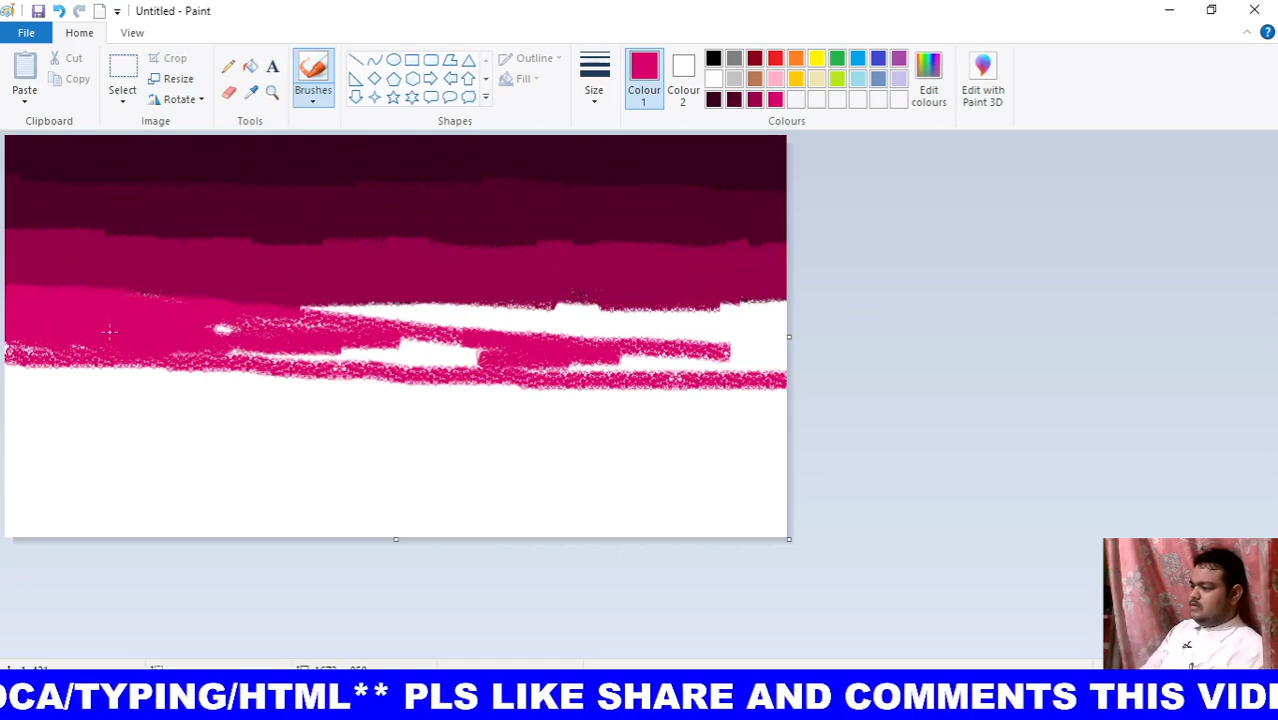 Untitled - Paint
File Home View
Paste
Cut
Copy
Clipboard
Select
Crop
Resize
Rotate
Image
Tools
Brushes
Outline
Fill
Shapes
Size
Colour 1
Colour 2
Edit colours
Colours
Edit with Paint 3D
OCA/TYPING/HTML** PLS LIKE SHARE AND COMMENTS THIS VID